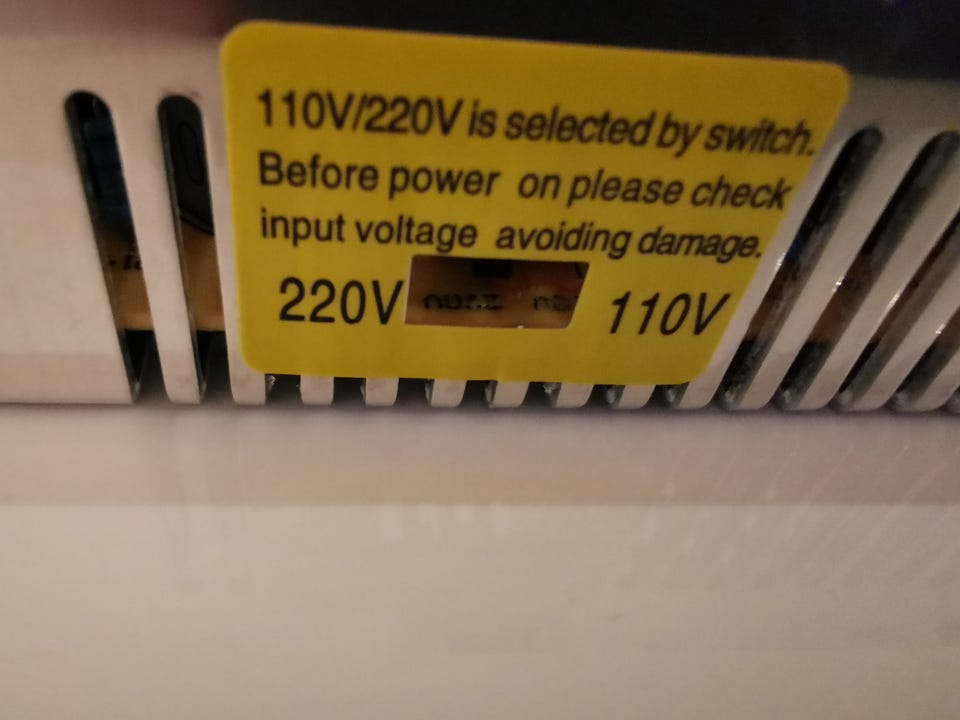 110V/220V is selected by switch.
Before power on please check
input voltage avoiding damage.
220V 110V